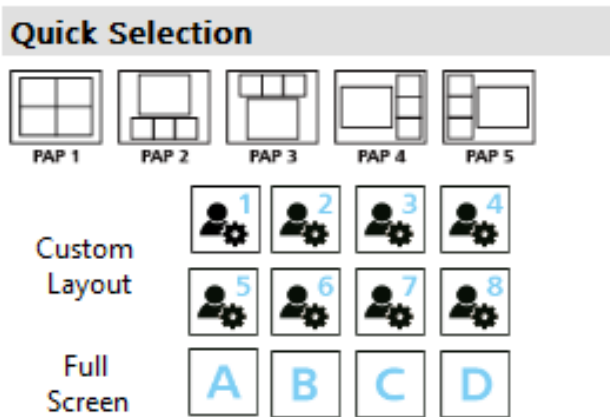 Quick Selection
PAP 1 PAP 2 PAP 3 PAP 4 PAP 5
1 2 3 4
Custom
Layout
5 6 7 8
Full
Screen
A B C D